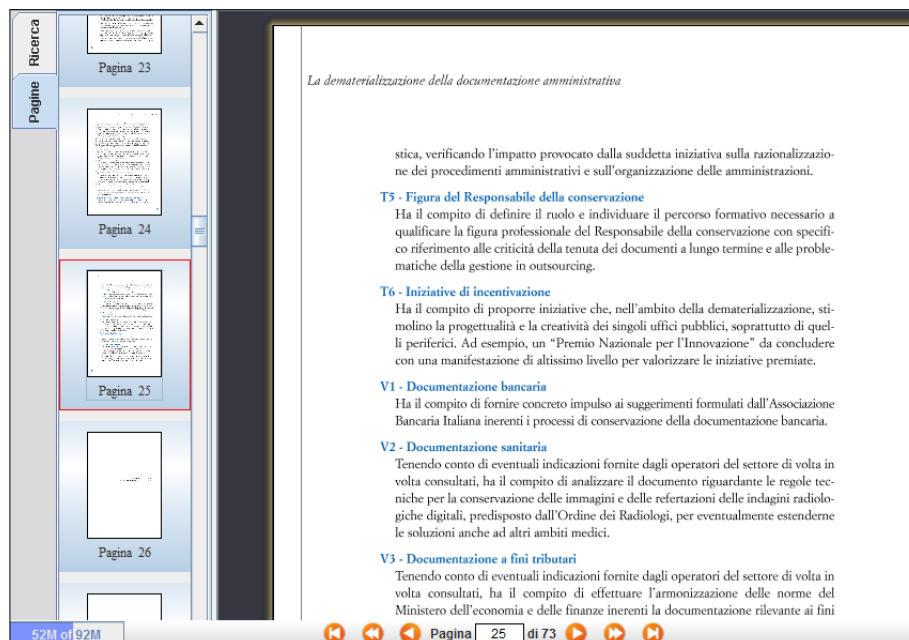 Ricerca
Pagine
Pagina 23
Pagina 24
Pagina 25
Pagina 26
La dematerializzazione della documentazione amministrativa
stica, verificando l'impatto provocato dalla suddetta iniziativa sulla razionalizzazio-
ne dei procedimenti amministrativi e sull'organizzazione delle amministrazioni.
T5 - Figura del Responsabile della conservazione
Ha il compito di definire il ruolo e individuare il percorso formativo necessario a
qualificare la figura professionale del Responsabile della conservazione con specifi-
co riferimento alle criticità della tenuta dei documenti a lungo termine e alle proble-
matiche della gestione in outsourcing.
T6 - Iniziative di incentivazione
Ha il compito di proporre iniziative che, nell'ambito della dematerializzazione, sti-
molino la progettualità e la creatività dei singoli uffici pubblici, soprattutto di quel-
li periferici. Ad esempio, un “Premio Nazionale per l'Innovazione” da concludere
con una manifestazione di altissimo livello per valorizzare le iniziative premiate.
V1 - Documentazione bancaria
Ha il compito di fornire concreto impulso ai suggerimenti formulati dall'Associazione
Bancaria Italiana inerenti i processi di conservazione della documentazione bancaria.
V2 - Documentazione sanitaria
Tenendo conto di eventuali indicazioni fornite dagli operatori del settore di volta in
volta consultati, ha il compito di analizzare il documento riguardante le regole tec-
niche per la conservazione delle immagini e delle refertazioni delle indagini radiolo-
giche digitali, predisposto dall'Ordine dei Radiologi, per eventualmente estenderne
le soluzioni anche ad altri ambiti medici.
V3 - Documentazione a fini tributari
Tenendo conto di eventuali indicazioni fornite dagli operatori del settore di volta in
volta consultati, ha il compito di effettuare l'armonizzazione delle norme del
Ministero dell'economia e delle finanze inerenti la documentazione rilevante ai fini
52M of 92M
Pagina 25 di 73